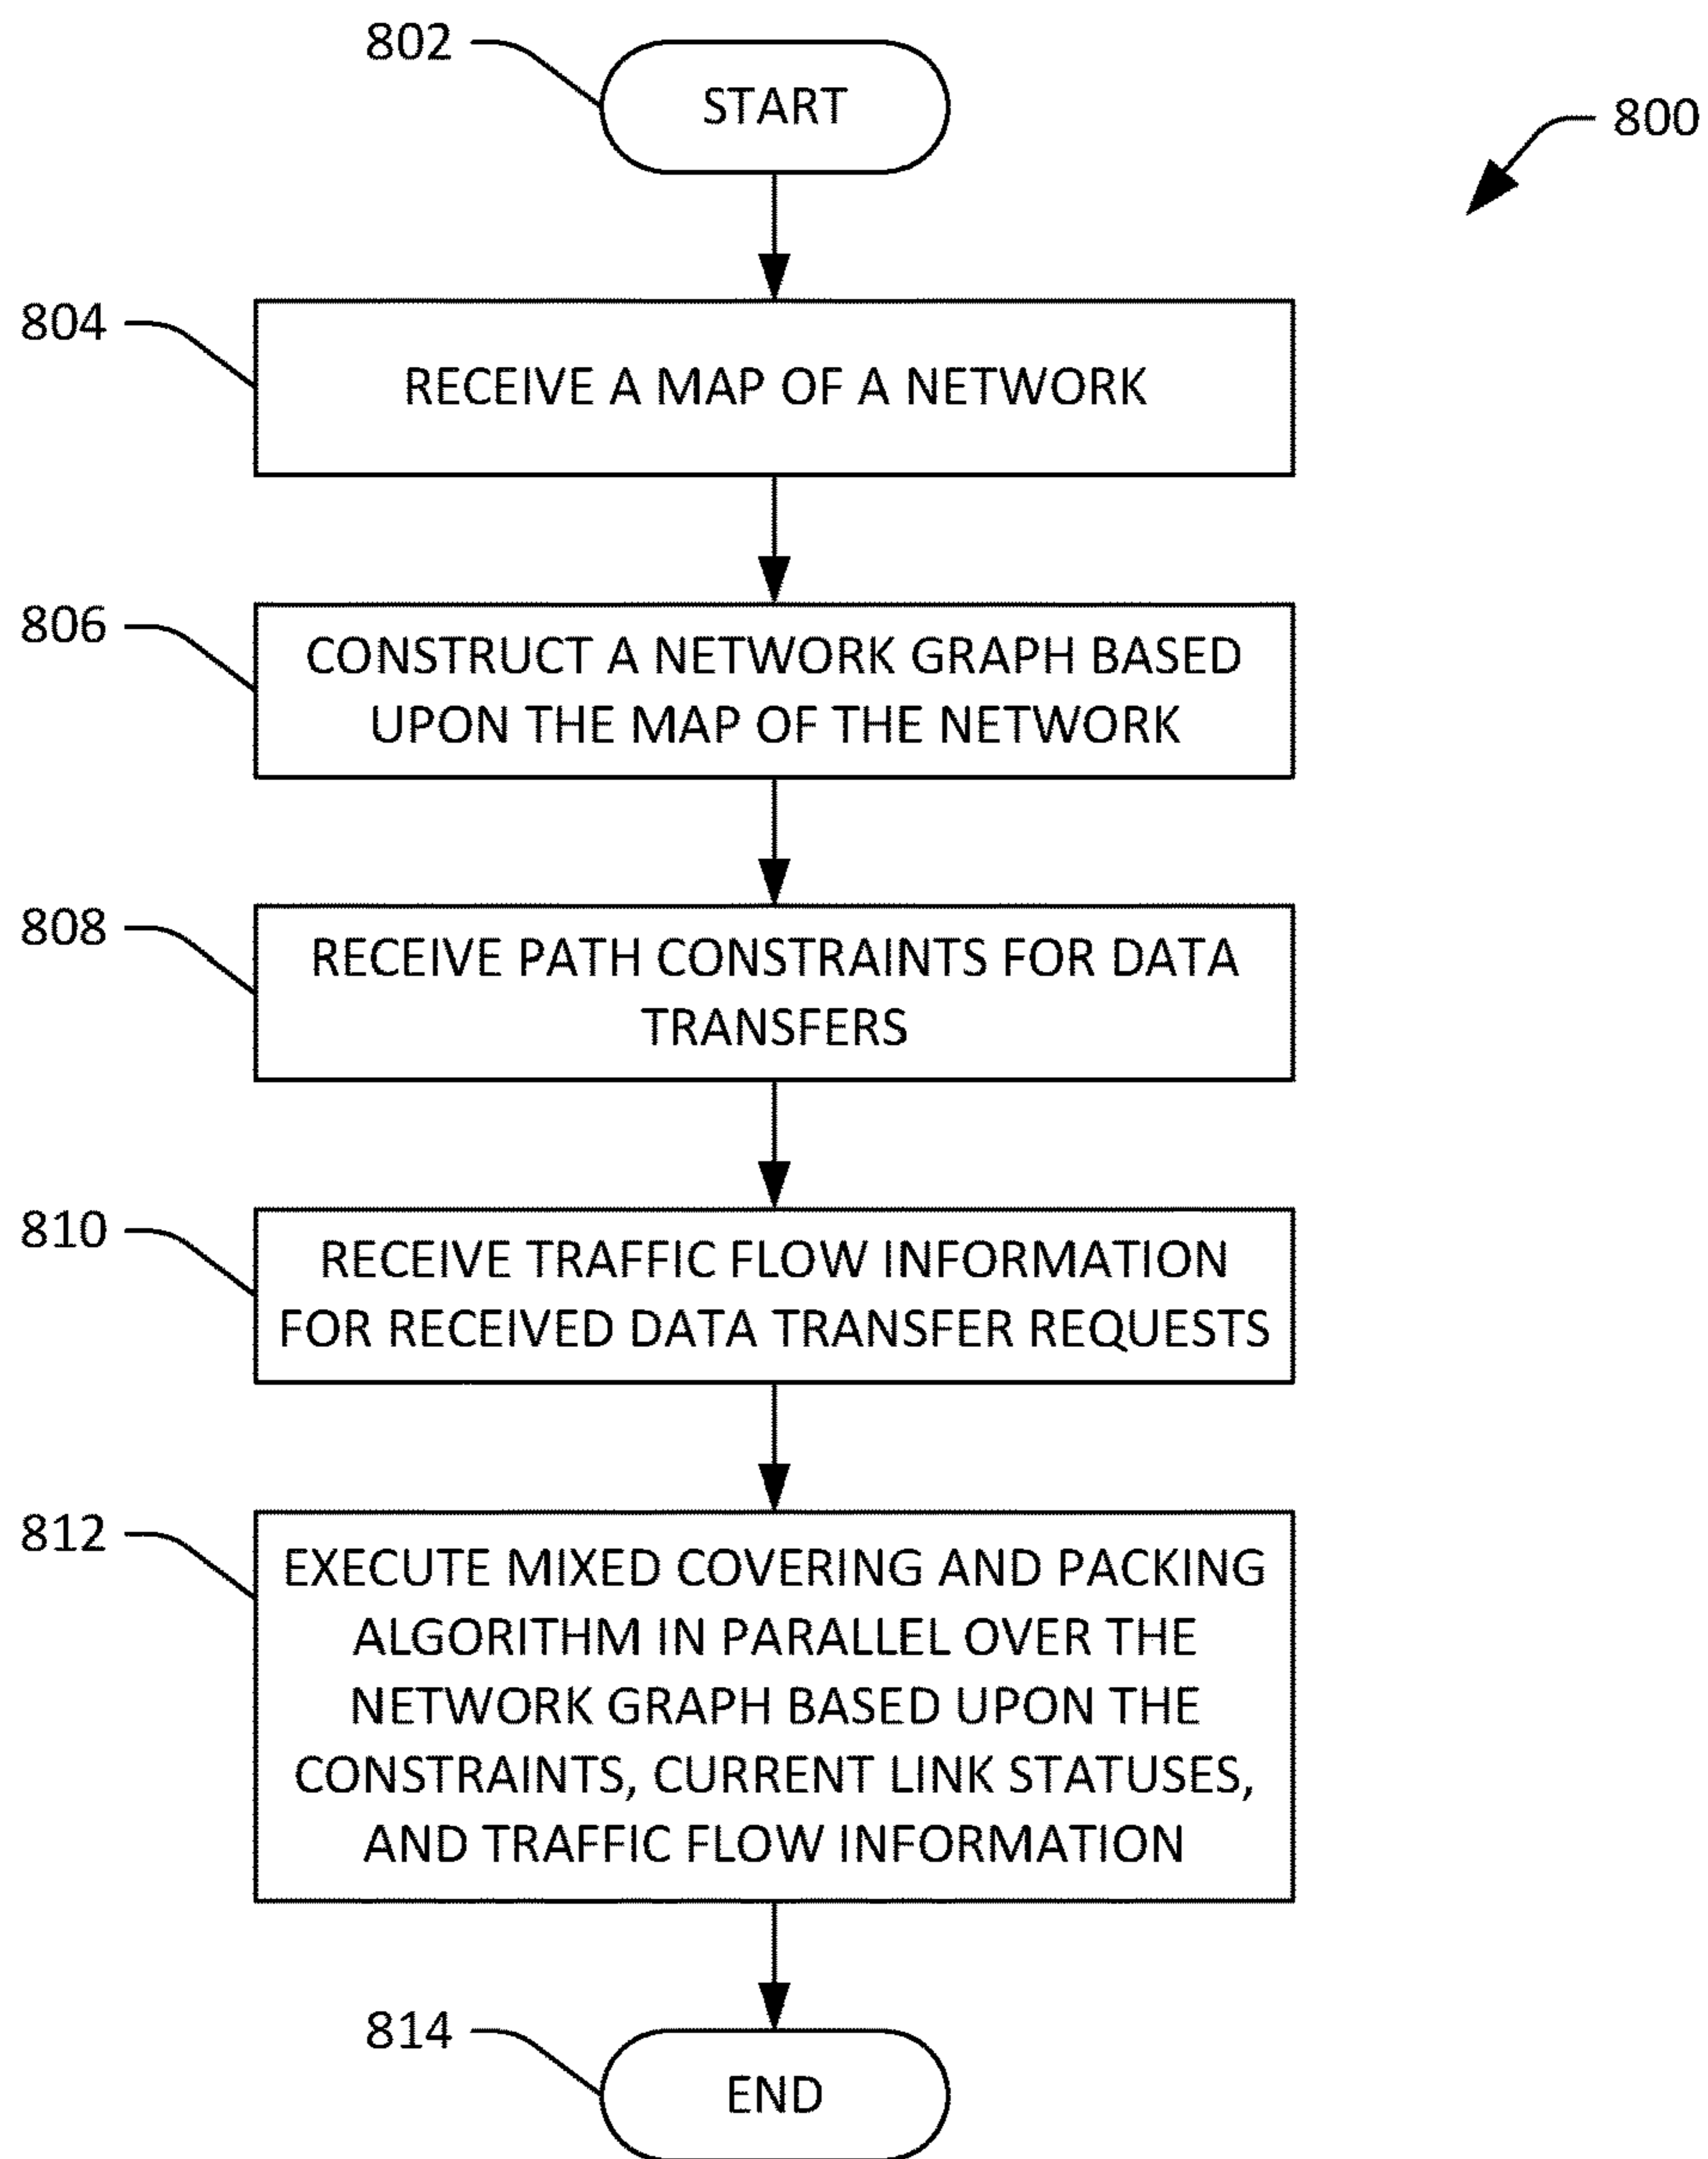 802
START
800
804
RECEIVE A MAP OF A NETWORK
806
CONSTRUCT A NETWORK GRAPH BASED
UPON THE MAP OF THE NETWORK
808
RECEIVE PATH CONSTRAINTS FOR DATA
TRANSFERS
810
RECEIVE TRAFFIC FLOW INFORMATION
FOR RECEIVED DATA TRANSFER REQUESTS
812
EXECUTE MIXED COVERING AND PACKING
ALGORITHM IN PARALLEL OVER THE
NETWORK GRAPH BASED UPON THE
CONSTRAINTS, CURRENT LINK STATUSES,
AND TRAFFIC FLOW INFORMATION
814
END